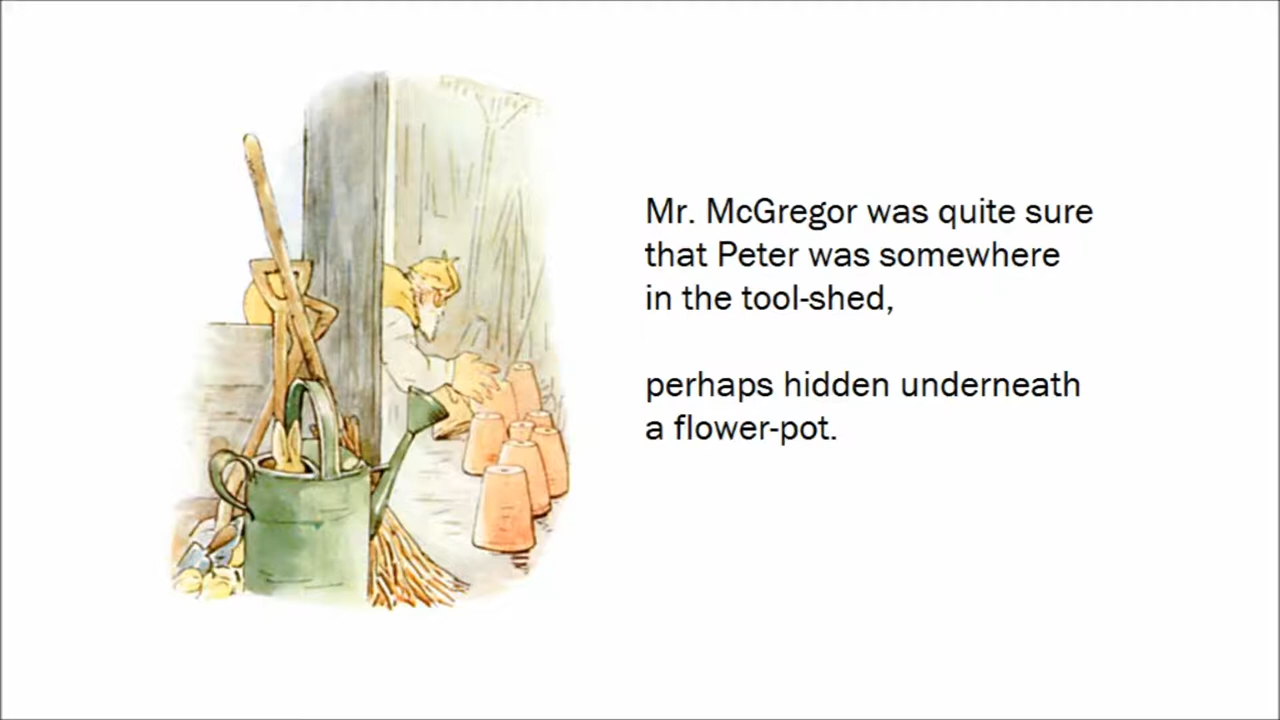 Mr. McGregor was quite sure
that Peter was somewhere
in the tool-shed,
perhaps hidden underneath
a flower-pot.